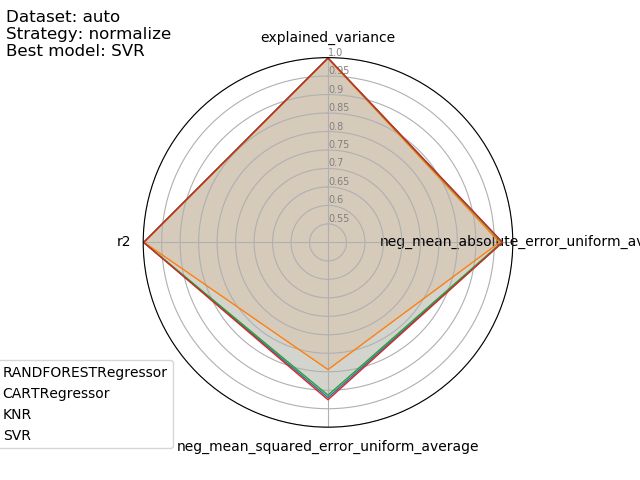 Dataset: auto
Strategy: normalize
Best model: SVR
explained_variance
1.0
0.95
0.9
0.85
0.8
0.75
0.7
0.65
0.6
0.55
r2
neg_mean_absolute_error_uniform_av
RANDFORESTRegressor
CARTRegressor
KNR
SVR
neg_mean_squared_error_uniform_average